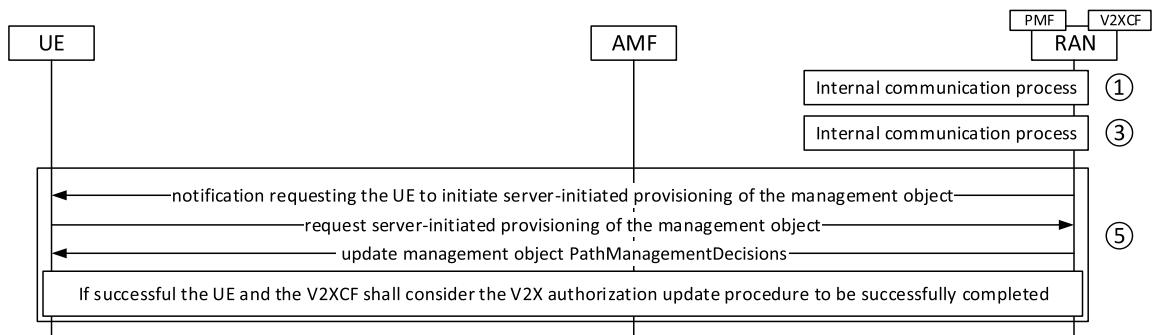 PMF
V2XCF
UE
AMF
RAN
Internal communication process
①
Internal communication process
③
notification requesting the UE to initiate server-initiated provisioning of the management object
request server-initiated provisioning of the management object
⑤
update management object PathManagementDecisions
If successful the UE and the V2XCF shall consider the V2X authorization update procedure to be successfully completed